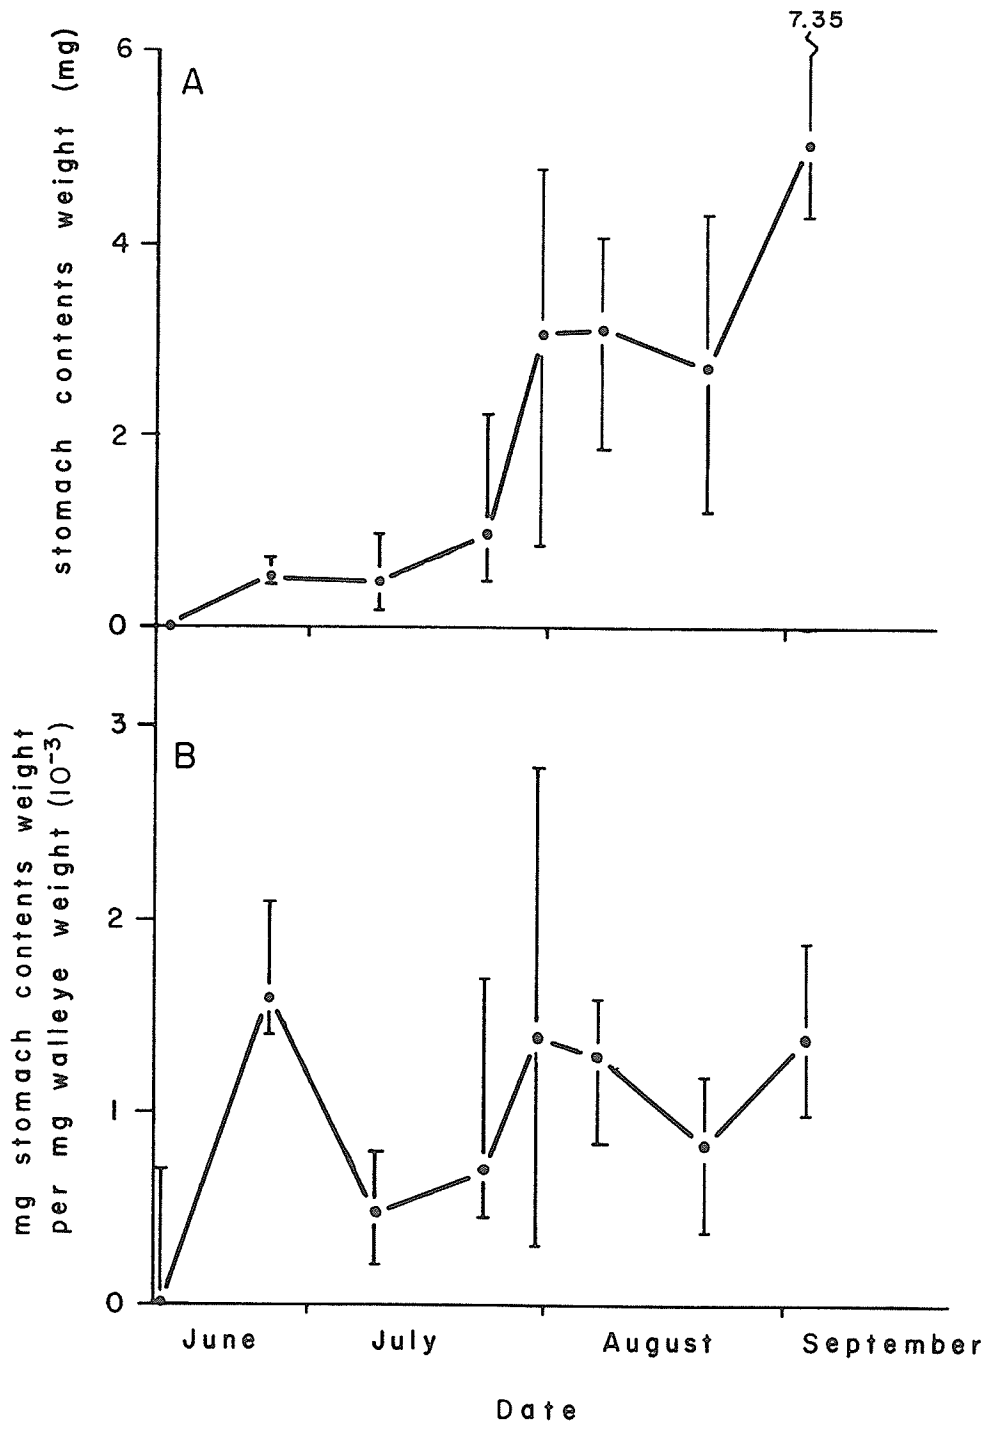 7.35
A
stomach contents weight (mg)
6
4
2
0
B
mg stomach contents weight
per mg walleye weight (10⁻³)
3
2
1
0
June July August September
Date